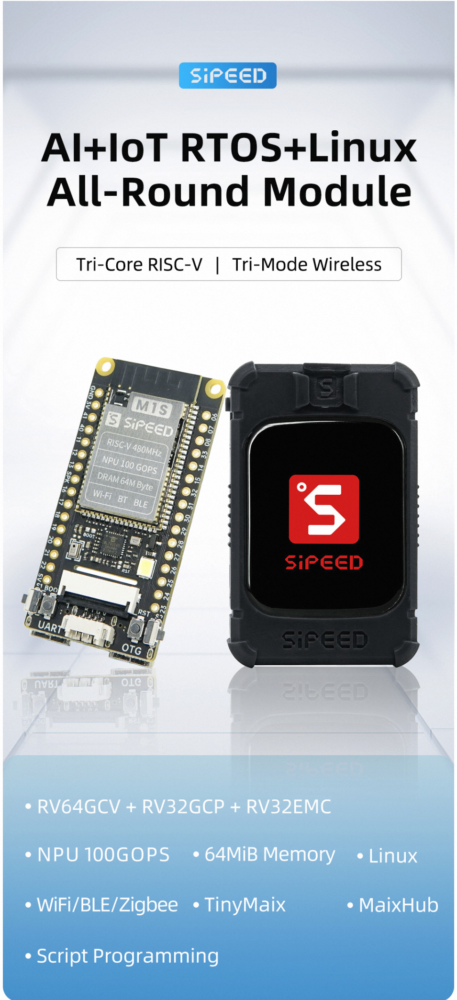 SiPEED
AI+IoT RTOS+Linux
All-Round Module
Tri-Core RISC-V | Tri-Mode Wireless
M1S
S SiPEED
RISC-V 480MHz
NPU 100 GOPS
DRAM 64M Byte
Wi-Fi BT BLE
GND
3V
41
40
11
12
13
SPK
16
17
18
19
20
21
22
5V
06
07
08
33
14
15
32
31
30
29
28
27
26
25
24
23
BOOT
RST
BOO
RST
UART
OTG
S
S
SiPEED
SiPEED
• RV64GCV + RV32GCP + RV32EMC
• NPU 100GOPS • 64MiB Memory • Linux
• WiFi/BLE/Zigbee • TinyMaix • MaixHub
• Script Programming